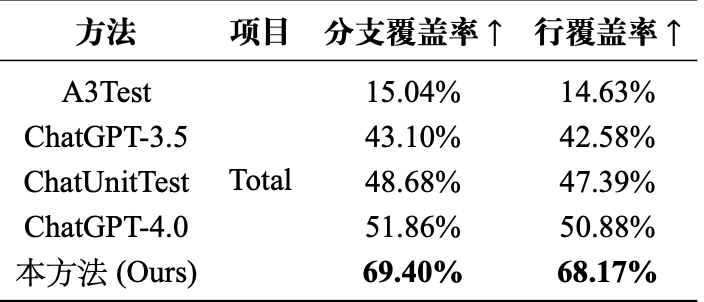 方法 项目 分支覆盖率↑ 行覆盖率↑
A3Test 15.04% 14.63%
ChatGPT-3.5 43.10% 42.58%
ChatUnitTest Total 48.68% 47.39%
ChatGPT-4.0 51.86% 50.88%
本方法 (Ours) 69.40% 68.17%